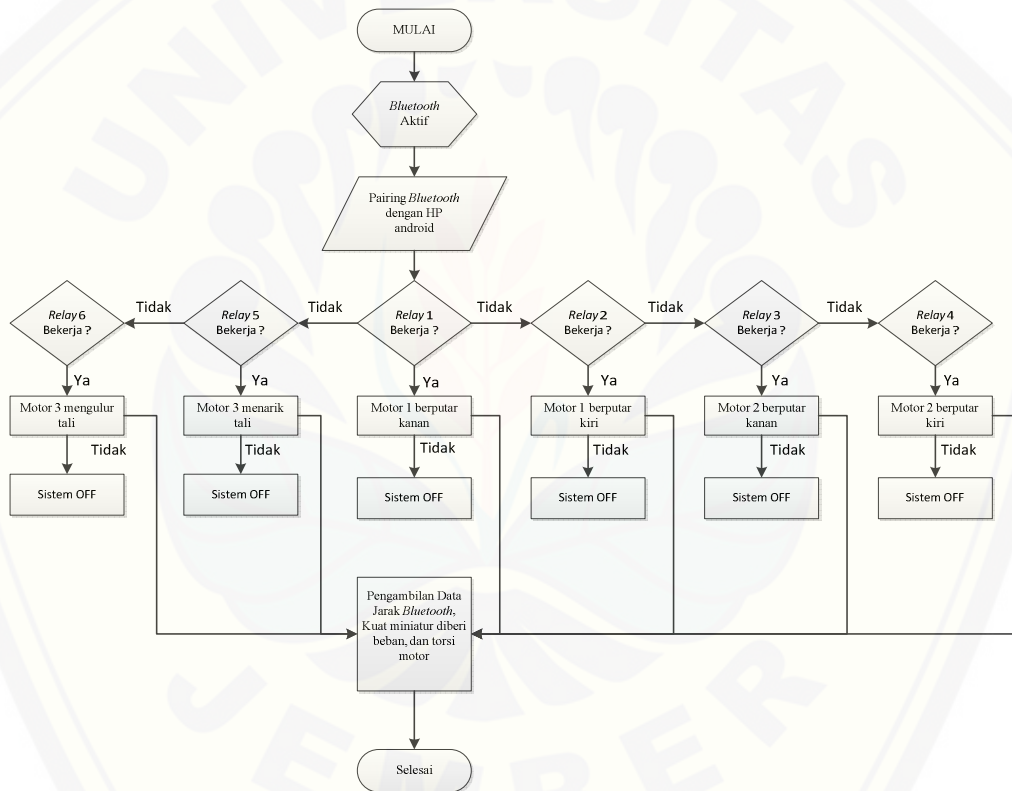 UNIVERSITAS
MULAI
Bluetooth
Aktif
Pairing Bluetooth
dengan HP
android
Tidak
Tidak
Tidak
Tidak
Tidak
Relay 6
Bekerja ?
Relay 5
Bekerja ?
Relay 1
Bekerja ?
Relay 2
Bekerja ?
Relay 3
Bekerja ?
Relay 4
Bekerja ?
Ya
Ya
Ya
Ya
Ya
Ya
Motor 3 mengulur
tali
Motor 3 menarik
tali
Motor 1 berputar
kanan
Motor 1 berputar
kiri
Motor 2 berputar
kanan
Motor 2 berputar
kiri
Tidak
Tidak
Tidak
Tidak
Tidak
Tidak
Sistem OFF
Sistem OFF
Sistem OFF
Sistem OFF
Sistem OFF
Sistem OFF
Pengambilan Data
Jarak Bluetooth,
Kuat miniatur diberi
beban, dan torsi
motor
Selesai
JEMBER